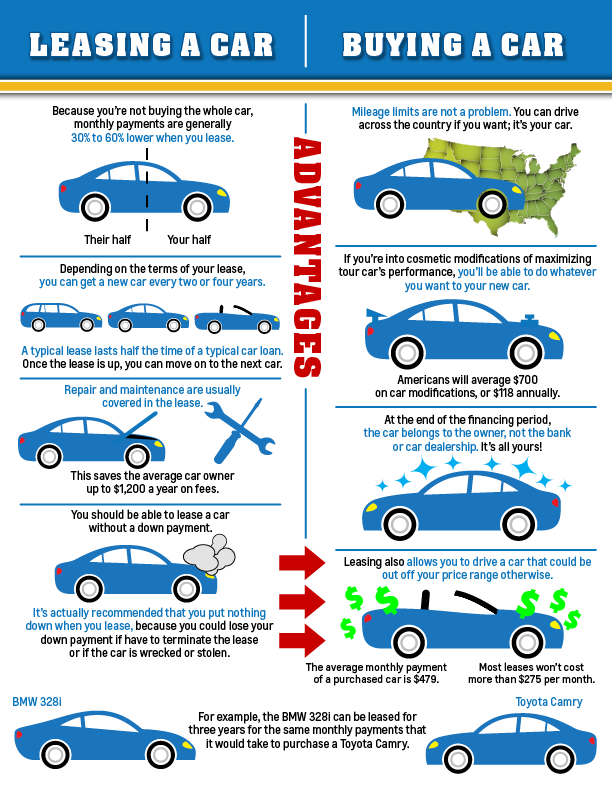 LEASING A CAR
BUYING A CAR
ADVANTAGES
Because you're not buying the whole car,
monthly payments are generally
30% to 60% lower when you lease.
Their half
Your half
Depending on the terms of your lease,
you can get a new car every two or four years.
A typical lease lasts half the time of a typical car loan.
Once the lease is up, you can move on to the next car.
Repair and maintenance are usually
covered in the lease.
This saves the average car owner
up to $1,200 a year on fees.
You should be able to lease a car
without a down payment.
It's actually recommended that you put nothing
down when you lease, because you could lose your
down payment if have to terminate the lease
or if the car is wrecked or stolen.
Mileage limits are not a problem. You can drive
across the country if you want; it's your car.
If you're into cosmetic modifications of maximizing
tour car's performance, you'll be able to do whatever
you want to your new car.
Americans will average $700
on car modifications, or $118 annually.
At the end of the financing period,
the car belongs to the owner, not the bank
or car dealership. It's all yours!
Leasing also allows you to drive a car that could be
out off your price range otherwise.
$ $ $ $ $ $
The average monthly payment
of a purchased car is $479.
Most leases won't cost
more than $275 per month.
BMW 328i
For example, the BMW 328i can be leased for
three years for the same monthly payments that
it would take to purchase a Toyota Camry.
Toyota Camry